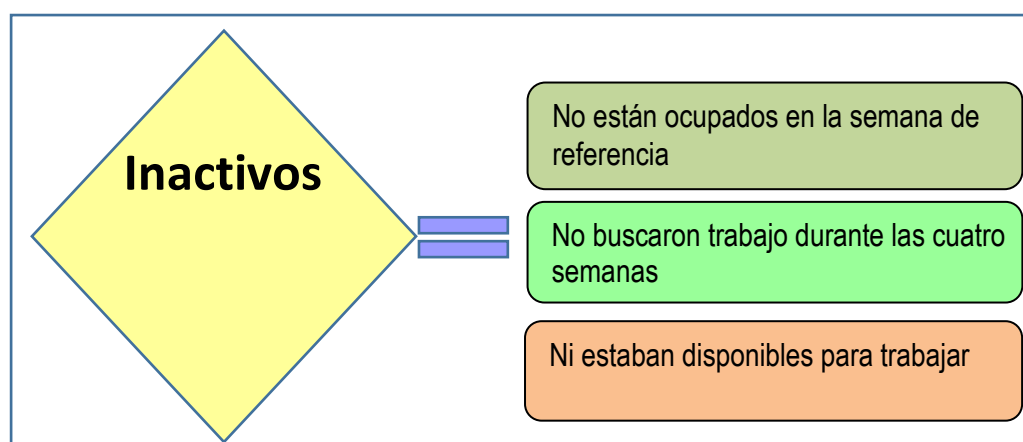 Inactivos
No están ocupados en la semana de
referencia
No buscaron trabajo durante las cuatro
semanas
Ni estaban disponibles para trabajar